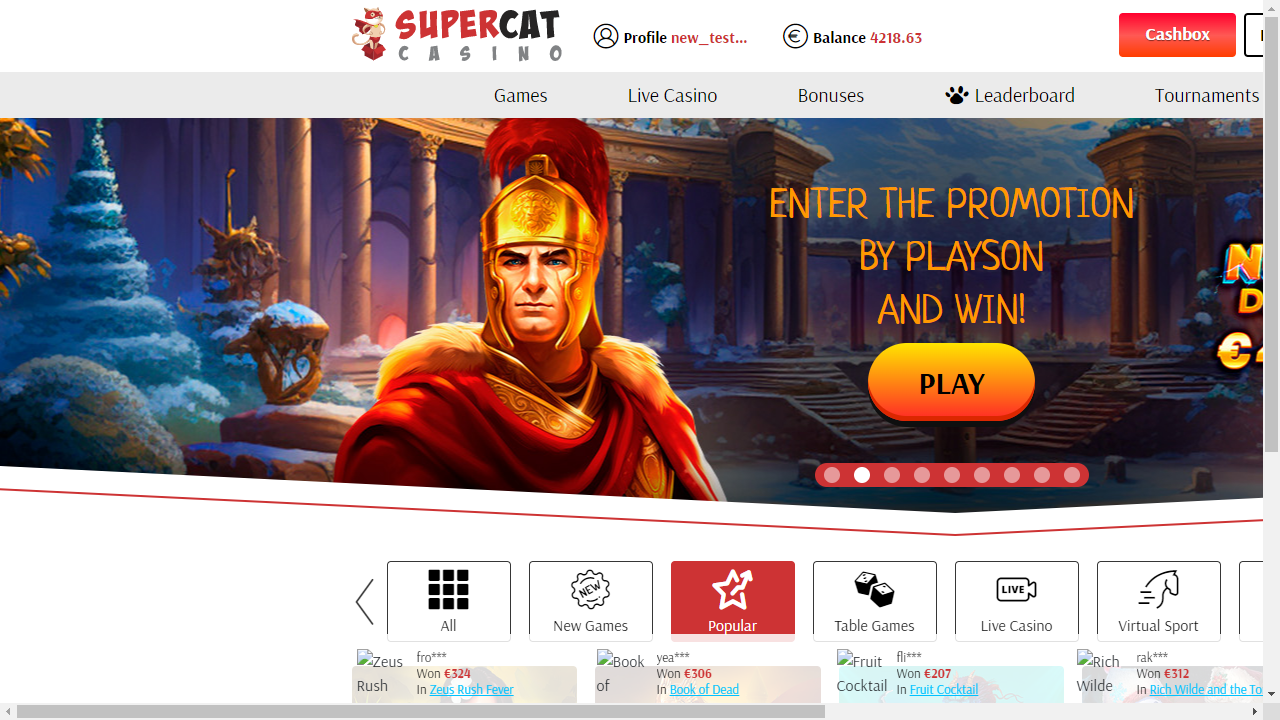 SUPERCAT
CASINO
Profile new_test...
Balance 4218.63
Cashbox
Games
Live Casino
Bonuses
Leaderboard
Tournaments
ENTER THE PROMOTION
BY PLAYSON
AND WIN!
PLAY
All
NEW
New Games
Popular
Table Games
LIVE
Live Casino
Virtual Sport
Zeus
Rush
fro***
Won €324
In Zeus Rush Fever
Book
of
yea***
Won €306
In Book of Dead
Fruit
Cocktail
fli***
Won €207
In Fruit Cocktail
Rich
Wilde
rak***
Won €312
In Rich Wilde and the